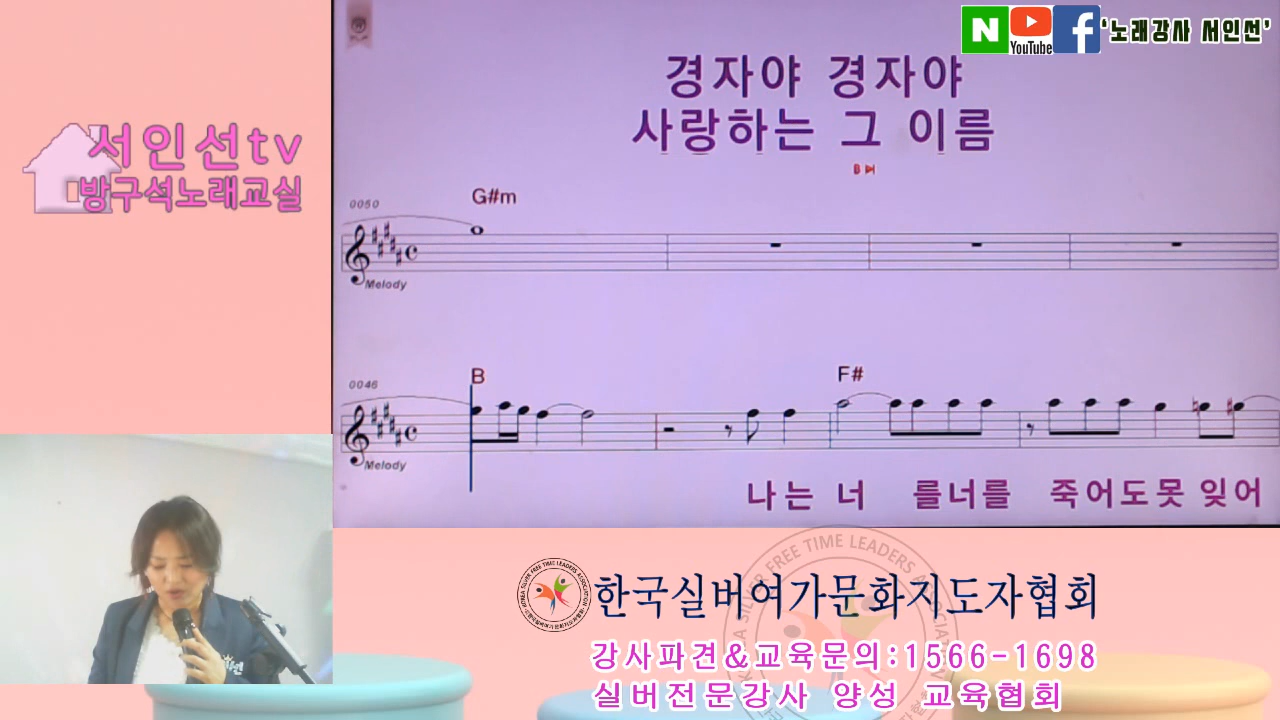 N YouTube f '노래강사 서인선'
서인선tv
방구석노래교실
경자야 경자야
사랑하는 그 이름
B
G#m
0050
Melody
B F#
0046
Melody
나는 너 를너를 죽어도못 잊어
한국실버여가문화지도자협회
강사파견&교육문의:1566-1698
실버전문강사 양성 교육협회